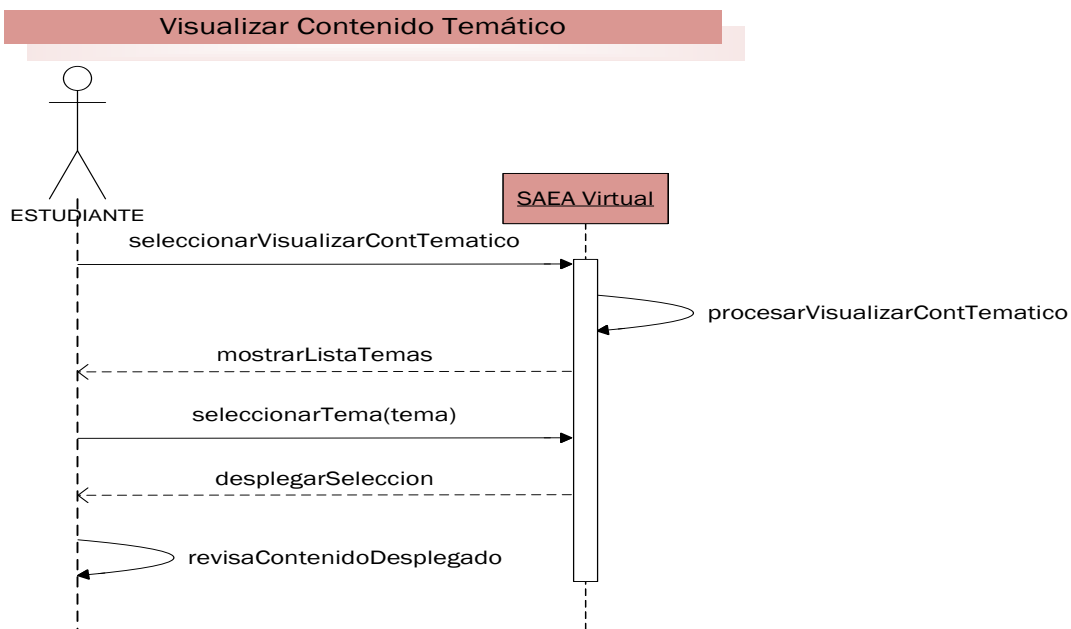 Visualizar Contenido Temático
SAEA Virtual
ESTUDIANTE
seleccionarVisualizarContTematico
procesarVisualizarContTematico
mostrarListaTemas
seleccionarTema(tema)
desplegarSeleccion
revisaContenidoDesplegado